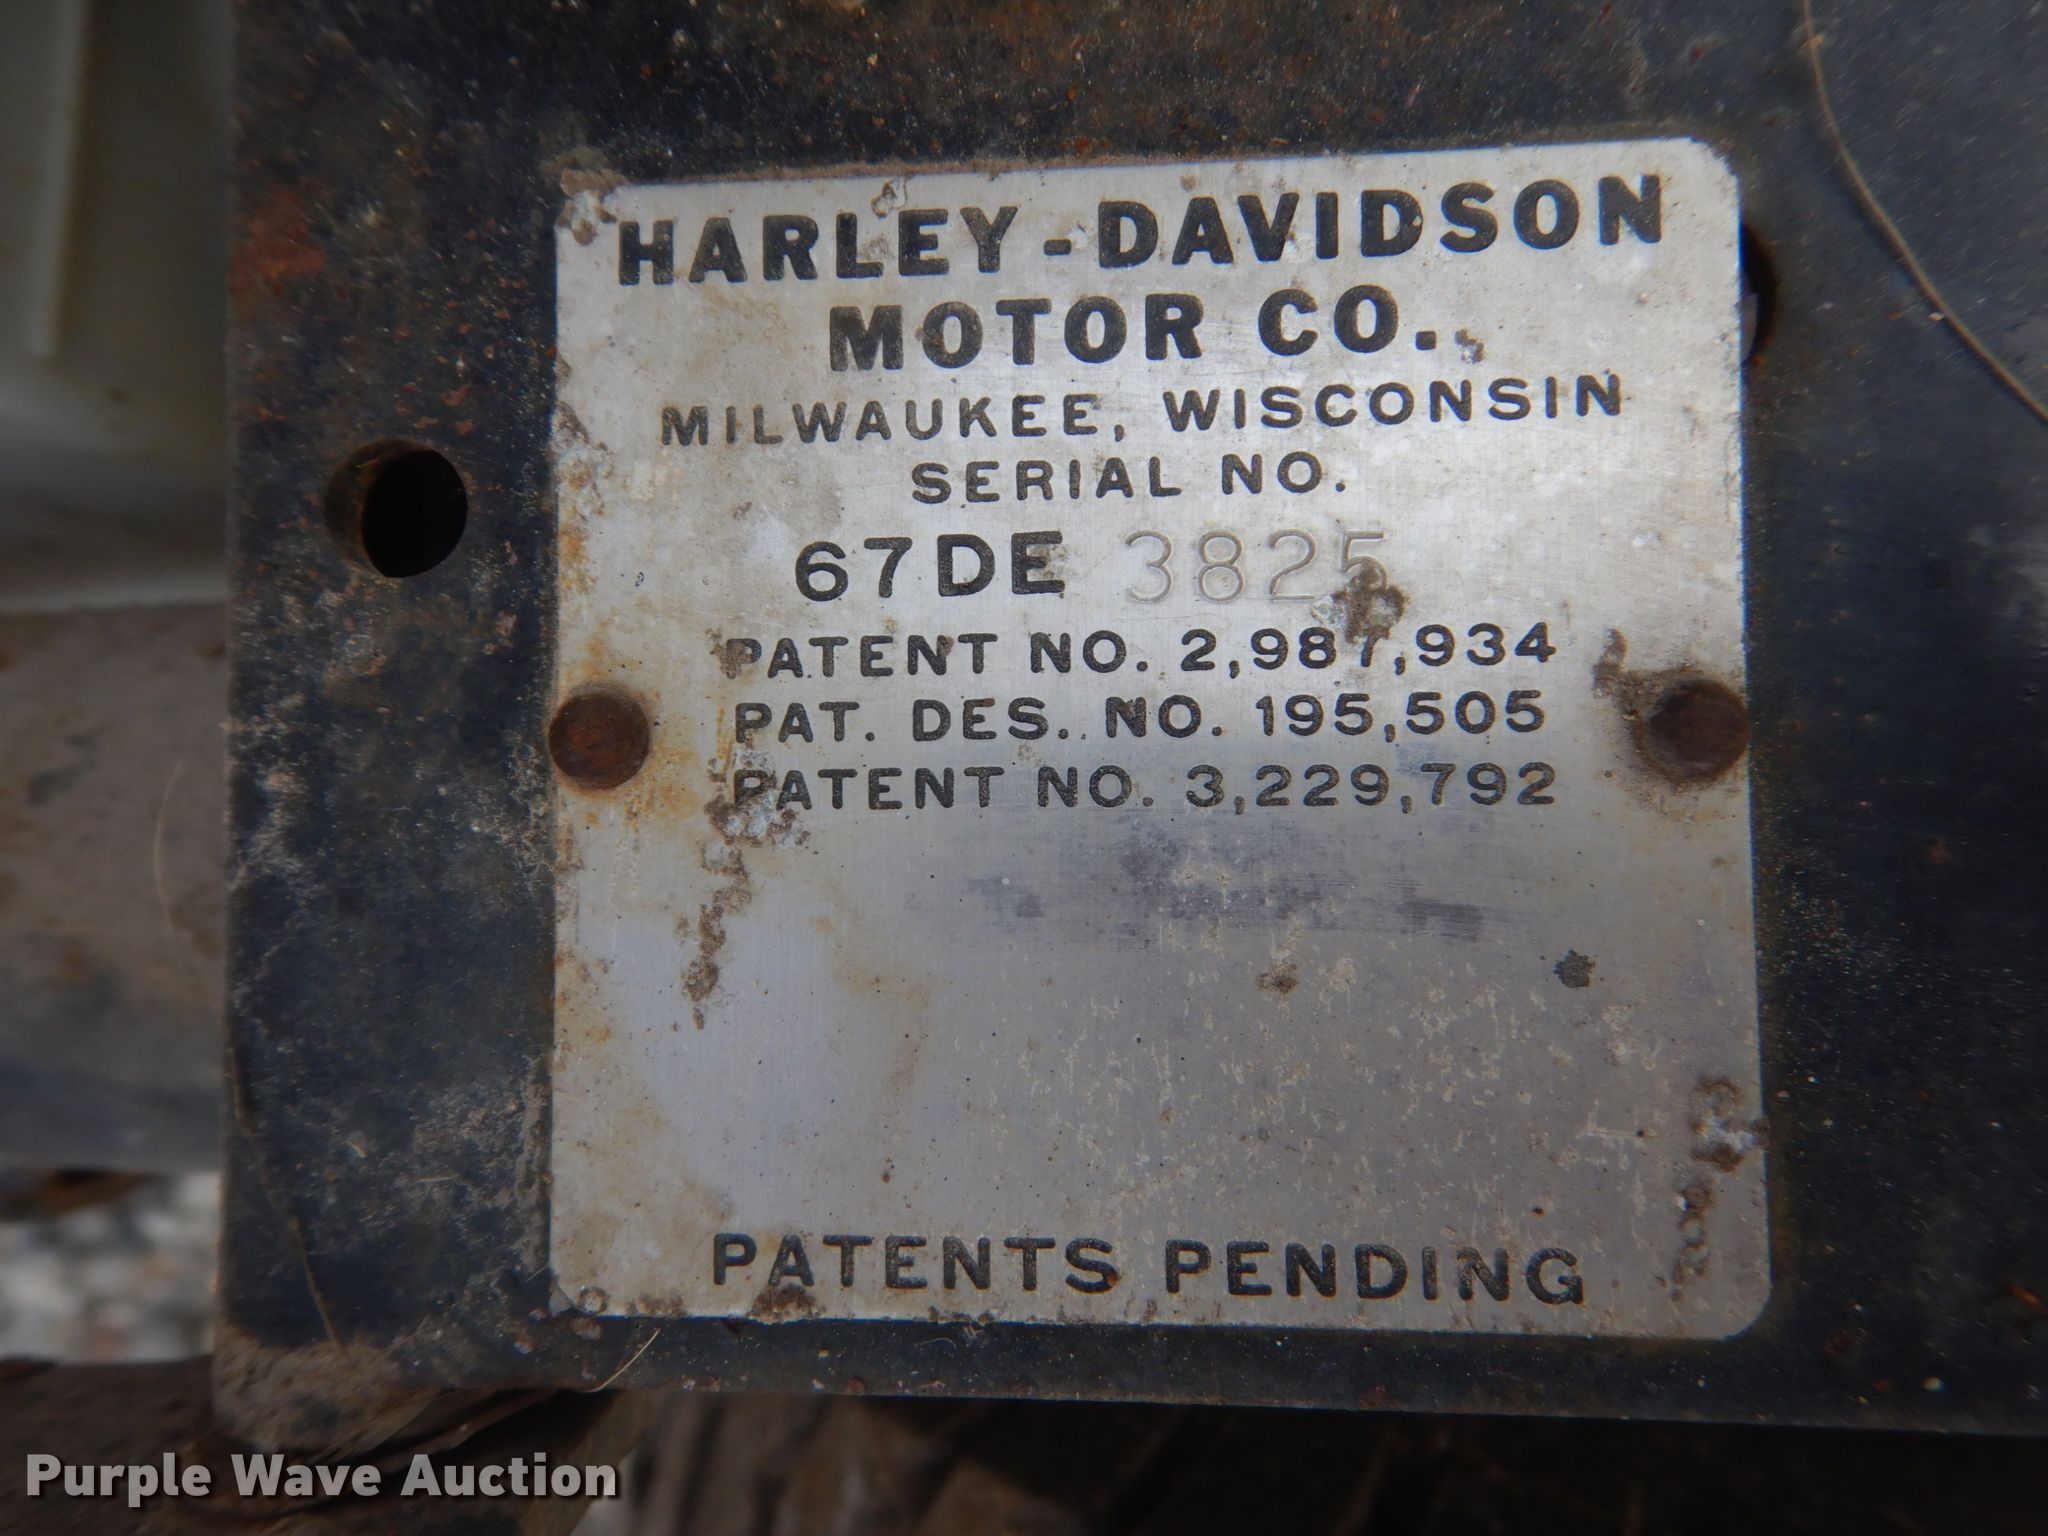 HARLEY-DAVIDSON
MOTOR CO.
MILWAUKEE, WISCONSIN
SERIAL NO.
67DE 3825
PATENT NO. 2,987,934
PAT. DES. NO. 195,505
PATENT NO. 3,229,792
PATENTS PENDING
Purple Wave Auction